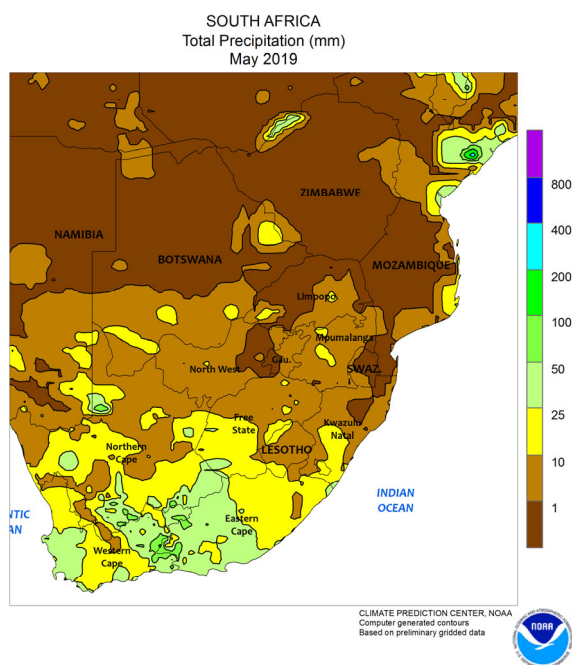 SOUTH AFRICA
Total Precipitation (mm)
May 2019
ZIMBABWE
NAMIBIA
BOTSWANA
MOZAMBIQUE
Limpopo
Mpumalanga
North West
Gau.
SWAZ.
Free
State
Kwazulu
Natal
Northern
Cape
LESOTHO
Eastern
Cape
Western
Cape
NTIC
AN
INDIAN
OCEAN
800
400
200
100
50
25
10
1
CLIMATE PREDICTION CENTER, NOAA
Computer generated contours
Based on preliminary gridded data
NOAA